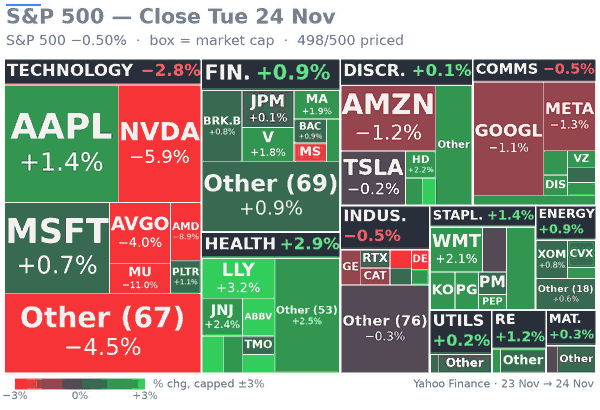 S&P 500 — Close Tue 24 Nov
S&P 500 −0.50%  ·  box = market cap  ·  498/500 priced
TECHNOLOGY −2.8%
AAPL
+1.4%
NVDA
−5.9%
MSFT
+0.7%
AVGO
−4.0%
AMD
−8.9%
MU
−11.0%
PLTR
+1.1%
Other (67)
−4.5%
FIN. +0.9%
BRK.B
+0.8%
JPM
+0.1%
MA
+1.9%
V
+1.8%
BAC
+0.9%
MS
Other (69)
+0.9%
HEALTH +2.9%
LLY
+3.2%
JNJ
+2.4%
ABBV
TMO
Other (53)
+2.5%
DISCR. +0.1%
AMZN
−1.2%
TSLA
−0.2%
HD
+2.2%
Other
COMMS −0.5%
GOOGL
−1.1%
META
−1.3%
VZ
DIS
INDUS.
−0.5%
GE
RTX
CAT
DE
Other (76)
−0.3%
STAPL. +1.4%
WMT
+2.1%
KO
PG
PM
PEP
ENERGY
+0.9%
XOM
+0.8%
CVX
Other (18)
+0.6%
UTILS
+0.2%
Other
RE
+1.2%
Other
MAT.
+0.3%
Other
% chg, capped ±3%
−3%
0%
+3%
Yahoo Finance · 23 Nov → 24 Nov